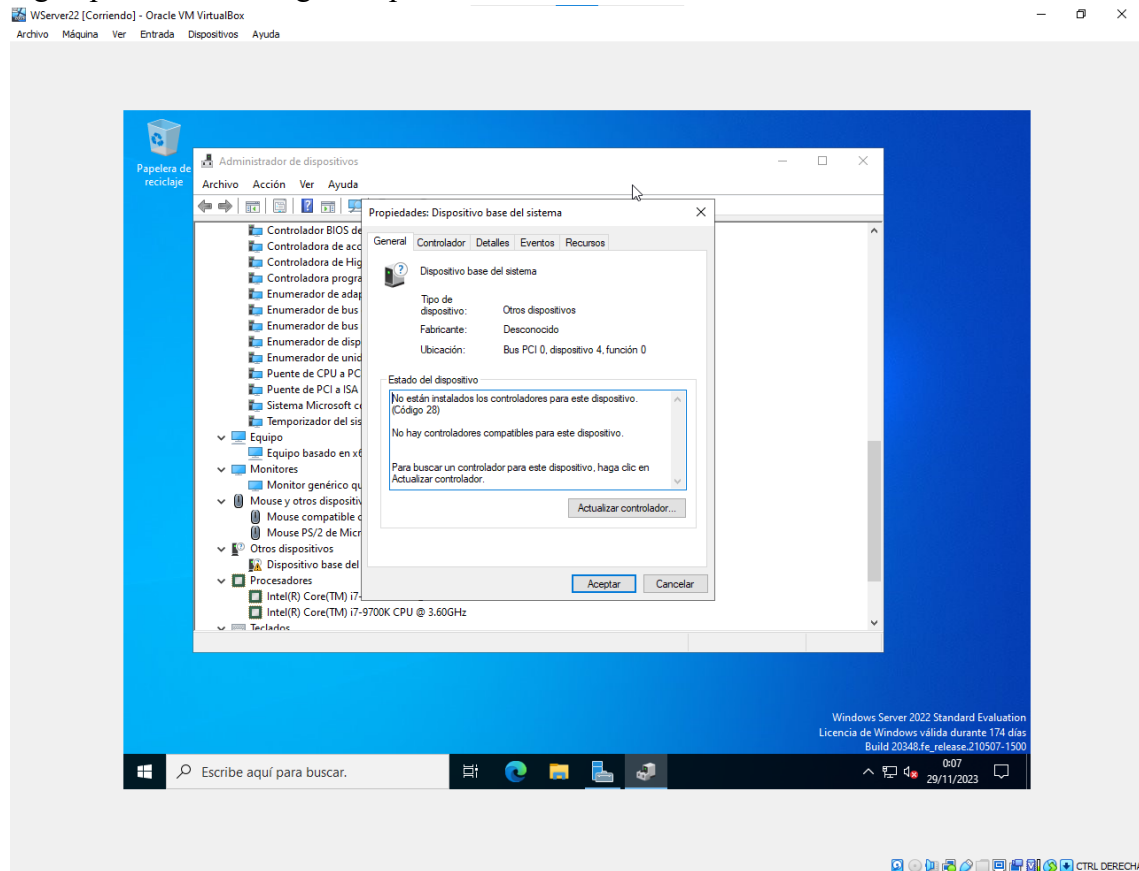 WServer22 [Corriendo] - Oracle VM VirtualBox
Archivo Máquina Ver Entrada Dispositivos Ayuda
Papelera de
reciclaje
Administrador de dispositivos
Archivo Acción Ver Ayuda
Controlador BIOS de
Controladora de acc
Controladora de Hig
Controladora progra
Enumerador de adap
Enumerador de bus
Enumerador de bus
Enumerador de disp
Enumerador de unid
Puente de CPU a PC
Puente de PCI a ISA
Sistema Microsoft co
Temporizador del sis
Equipo
Equipo basado en x6
Monitores
Monitor genérico qu
Mouse y otros dispositiv
Mouse compatible c
Mouse PS/2 de Micr
Otros dispositivos
Dispositivo base del
Procesadores
Intel(R) Core(TM) i7-
Intel(R) Core(TM) i7-9700K CPU @ 3.60GHz
Teclados
Propiedades: Dispositivo base del sistema
General Controlador Detalles Eventos Recursos
Dispositivo base del sistema
Tipo de
dispositivo: Otros dispositivos
Fabricante: Desconocido
Ubicación: Bus PCI 0, dispositivo 4, función 0
Estado del dispositivo
No están instalados los controladores para este dispositivo.
(Código 28)
No hay controladores compatibles para este dispositivo.
Para buscar un controlador para este dispositivo, haga clic en
Actualizar controlador.
Actualizar controlador...
Aceptar Cancelar
Windows Server 2022 Standard Evaluation
Licencia de Windows válida durante 174 días
Build 20348.fe_release.210507-1500
Escribe aquí para buscar.
0:07
29/11/2023
CTRL DERECHA